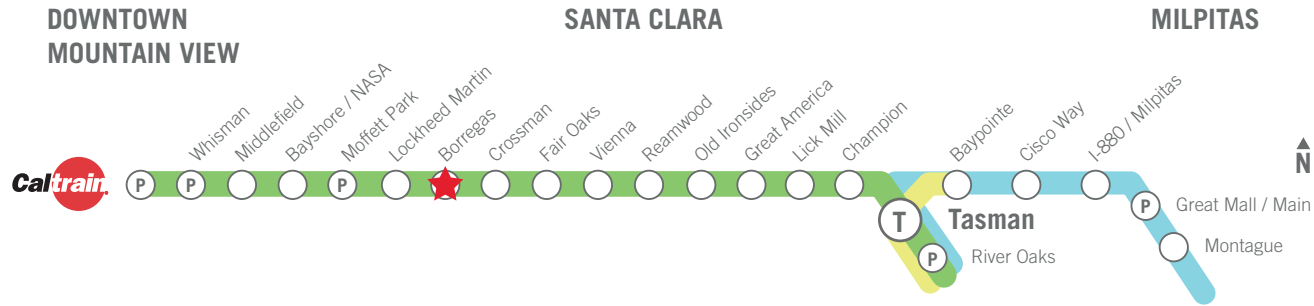 DOWNTOWN
MOUNTAIN VIEW
SANTA CLARA
MILPITAS
Whisman
Middlefield
Bayshore / NASA
Moffett Park
Lockheed Martin
Borregas
Crossman
Fair Oaks
Vienna
Reamwood
Old Ironsides
Great America
Lick Mill
Champion
Baypointe
Cisco Way
I-880 / Milpitas
N
Caltrain
P
P
P
P
Great Mall / Main
T
Tasman
Montague
P
River Oaks